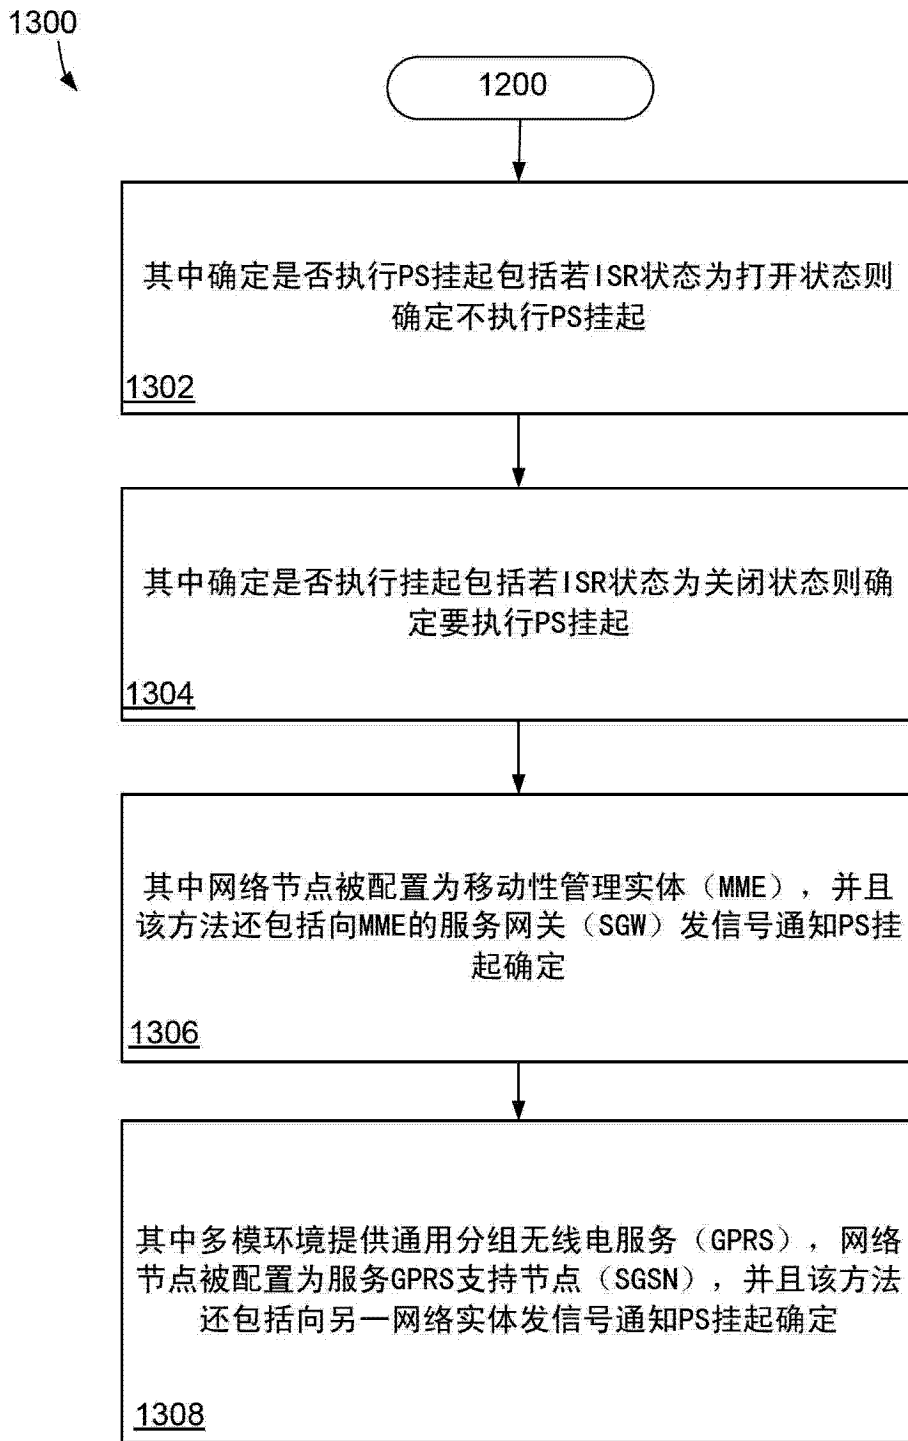 1300
1200
其中确定是否执行PS挂起包括若ISR状态为打开状态则
确定不执行PS挂起
1302
其中确定是否执行挂起包括若ISR状态为关闭状态则确
定要执行PS挂起
1304
其中网络节点被配置为移动性管理实体（MME），并且
该方法还包括向MME的服务网关（SGW）发信号通知PS挂
起确定
1306
其中多模环境提供通用分组无线电服务（GPRS），网络
节点被配置为服务GPRS支持节点（SGSN），并且该方法
还包括向另一网络实体发信号通知PS挂起确定
1308